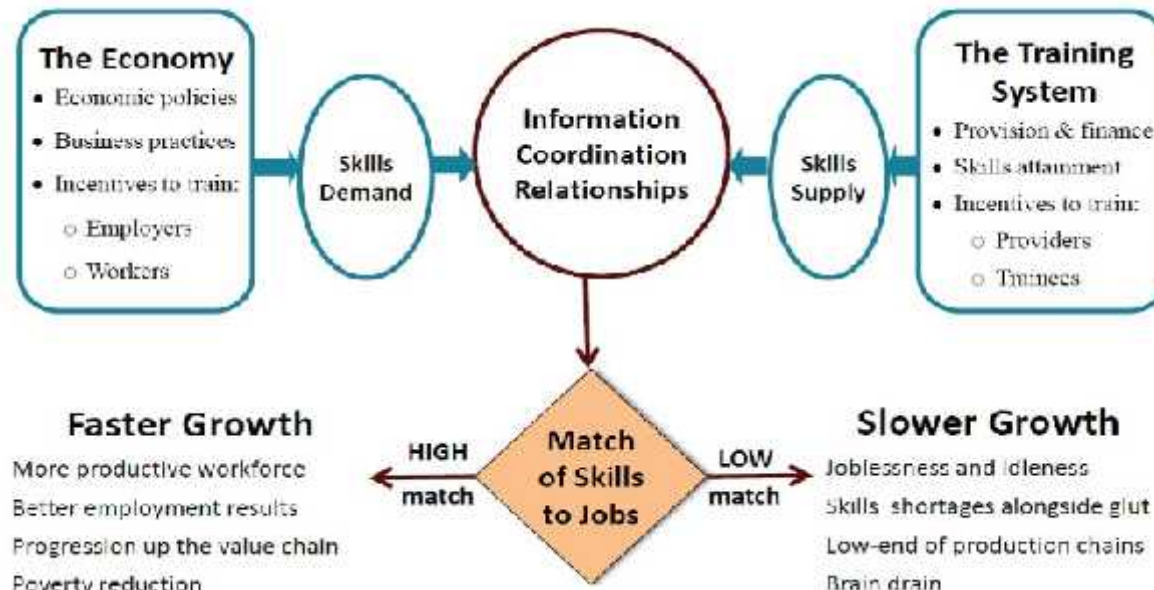 The Economy
• Economic policies
• Business practices
• Incentives to train:
o Employers
o Workers
Skills
Demand
Information
Coordination
Relationships
Skills
Supply
The Training
System
• Provision & finance
• Skills attainment
• Incentives to train:
o Providers
o Trainees
Faster Growth
More productive workforce
Better employment results
Progression up the value chain
Poverty reduction
HIGH
match
Match
of Skills
to Jobs
LOW
match
Slower Growth
Joblessness and Idleness
Skills shortages alongside glut
Low-end of production chains
Brain drain